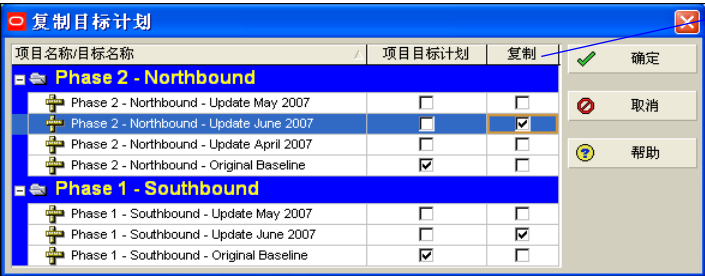 复制目标计划
项目名称/目标名称 项目目标计划 复制
Phase 2 - Northbound
Phase 2 - Northbound - Update May 2007
Phase 2 - Northbound - Update June 2007
Phase 2 - Northbound - Update April 2007
Phase 2 - Northbound - Original Baseline
Phase 1 - Southbound
Phase 1 - Southbound - Update May 2007
Phase 1 - Southbound - Update June 2007
Phase 1 - Southbound - Original Baseline
确定
取消
帮助